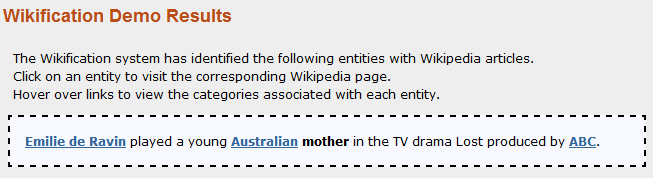 Wikification Demo Results
The Wikification system has identified the following entities with Wikipedia articles.
Click on an entity to visit the corresponding Wikipedia page.
Hover over links to view the categories associated with each entity.
Emilie de Ravin played a young Australian mother in the TV drama Lost produced by ABC.